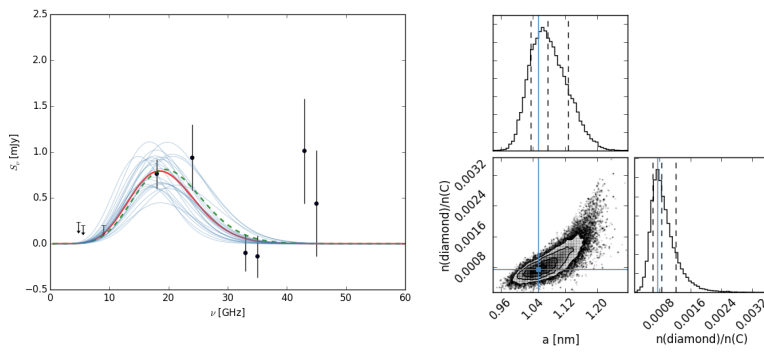 2.5
2.0
1.5
1.0
0.5
0.0
−0.5
Sν [mJy]
0 10 20 30 40 50 60
ν [GHz]
0.0032
0.0024
0.0016
0.0008
n(diamond)/n(C)
0.96 1.04 1.12 1.20
a [nm]
0.0008 0.0016 0.0024 0.0032
n(diamond)/n(C)